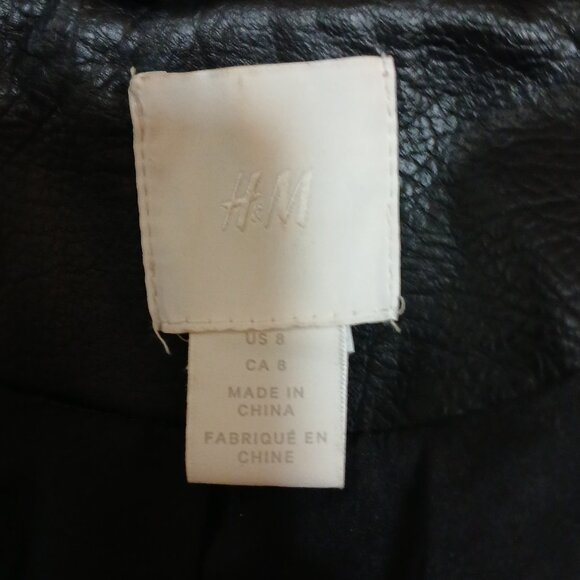 H&M
US 8
CA 8
MADE IN
CHINA
FABRIQUÉ EN
CHINE